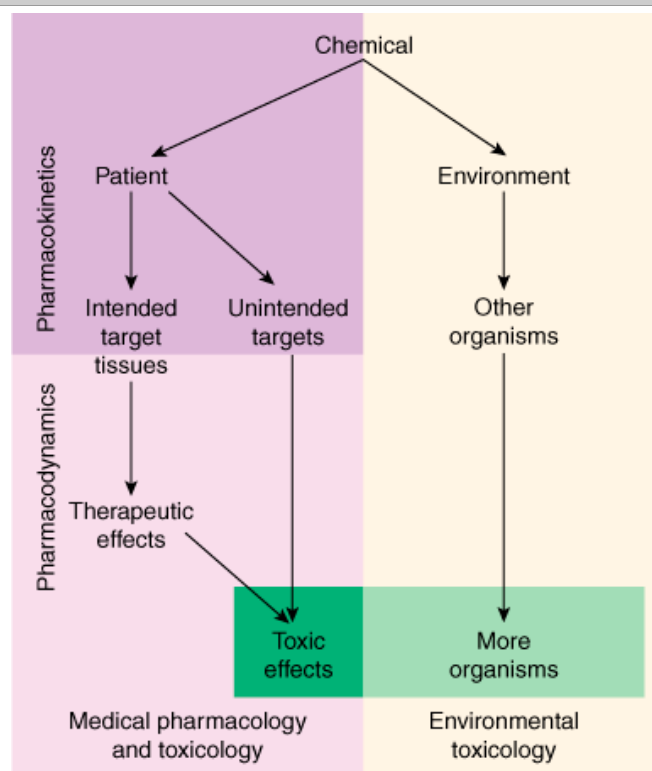 Chemical
Pharmacokinetics
Patient
Environment
Intended
target
tissues
Unintended
targets
Other
organisms
Pharmacodynamics
Therapeutic
effects
Toxic
effects
More
organisms
Medical pharmacology
and toxicology
Environmental
toxicology